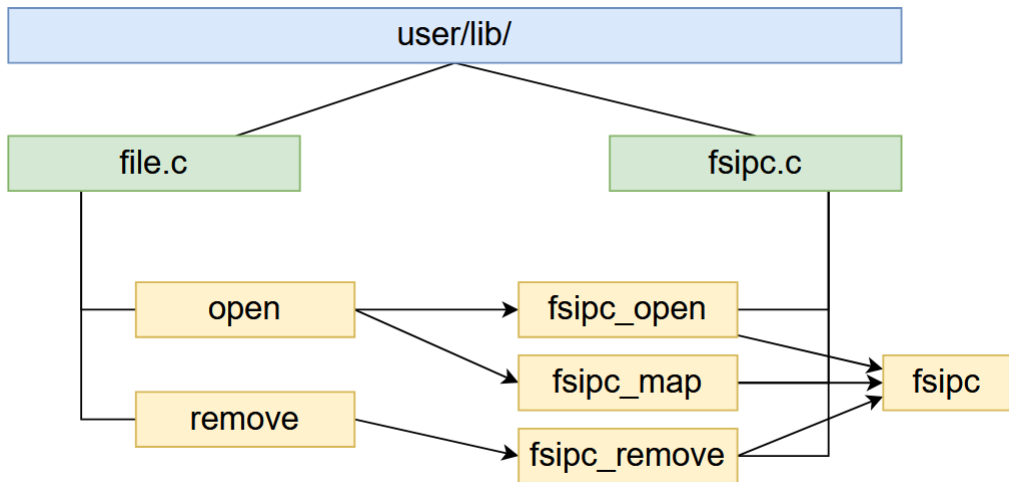 user/lib/
file.c
fsipc.c
open
fsipc_open
fsipc_map
fsipc
remove
fsipc_remove